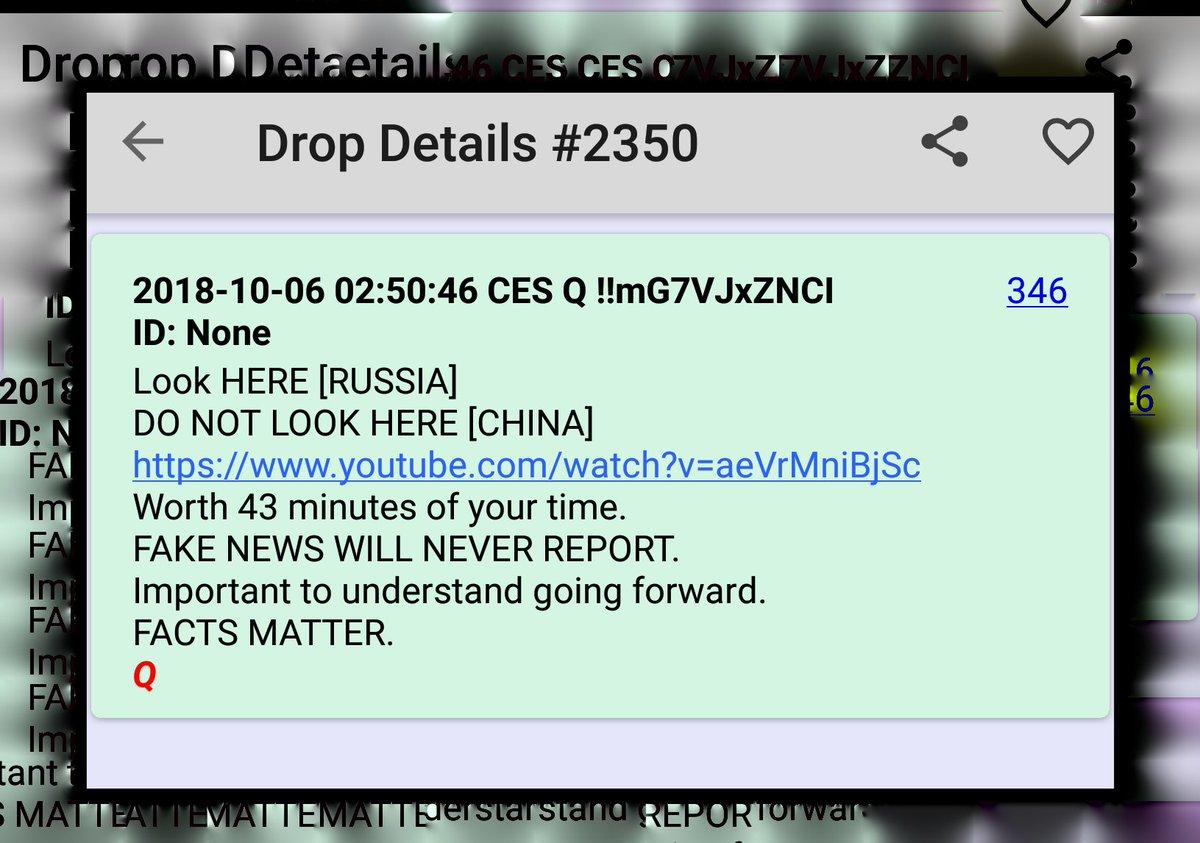 Drop Details #2350
2018-10-06 02:50:46 CES Q !!mG7VJxZNCI
346
ID: None
Look HERE [RUSSIA]
DO NOT LOOK HERE [CHINA]
https://www.youtube.com/watch?v=aeVrMniBjSc
Worth 43 minutes of your time.
FAKE NEWS WILL NEVER REPORT.
Important to understand going forward.
FACTS MATTER.
Q